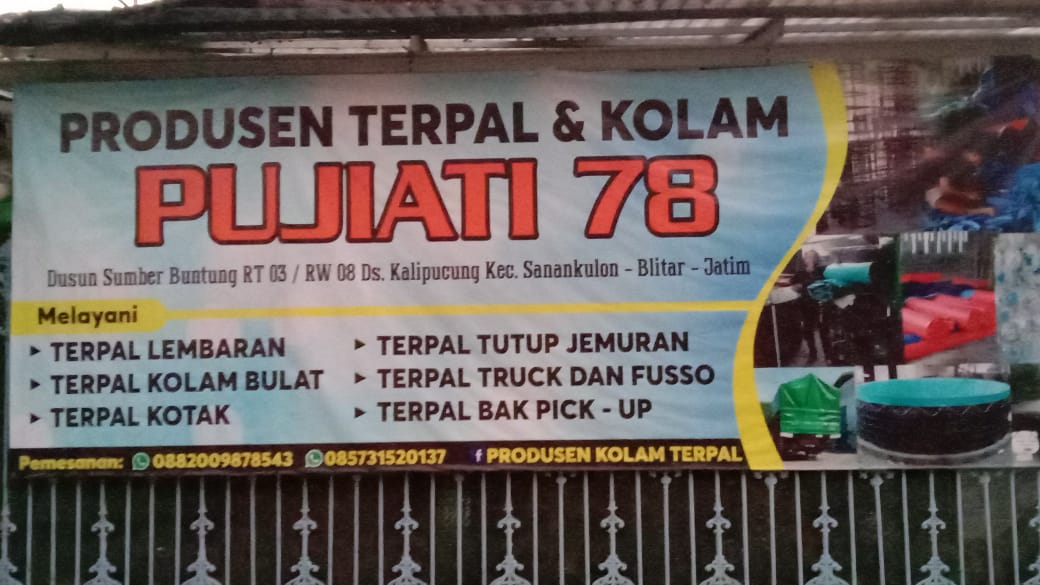 PRODUSEN TERPAL & KOLAM
PUJIATI 78
Dusun Sumber Buntung RT 03 / RW 08 Ds. Kalipucung Kec. Sanankulon - Blitar - Jatim
Melayani
TERPAL LEMBARAN
TERPAL KOLAM BULAT
TERPAL KOTAK
TERPAL TUTUP JEMURAN
TERPAL TRUCK DAN FUSSO
TERPAL BAK PICK - UP
Pemesanan: 0882009878543 085731520137 PRODUSEN KOLAM TERPAL